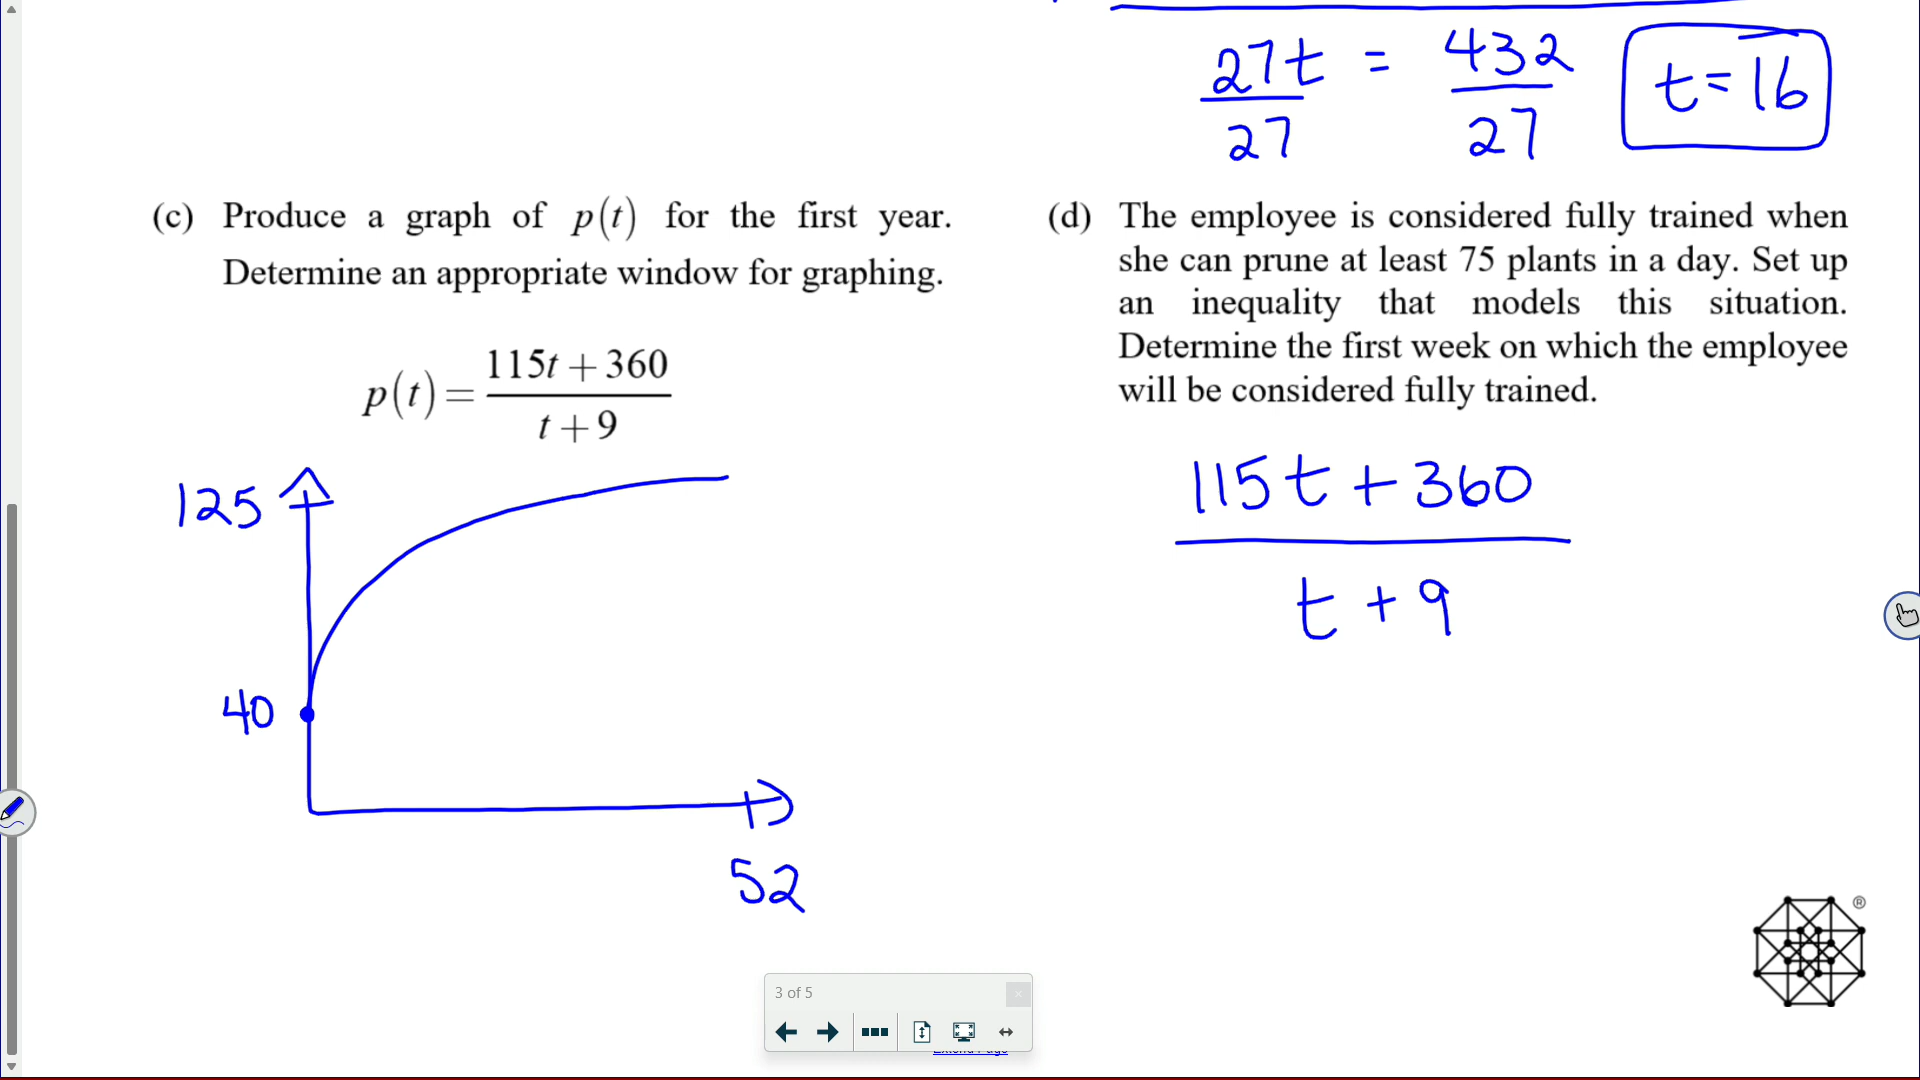 27t = 432
27 27
t = 16
(c) Produce a graph of p(t) for the first year.
Determine an appropriate window for graphing.
p(t) = 115t + 360
t + 9
125
40
52
(d) The employee is considered fully trained when
she can prune at least 75 plants in a day. Set up
an inequality that models this situation.
Determine the first week on which the employee
will be considered fully trained.
115t + 360
t + 9
®
3 of 5
Extend Page